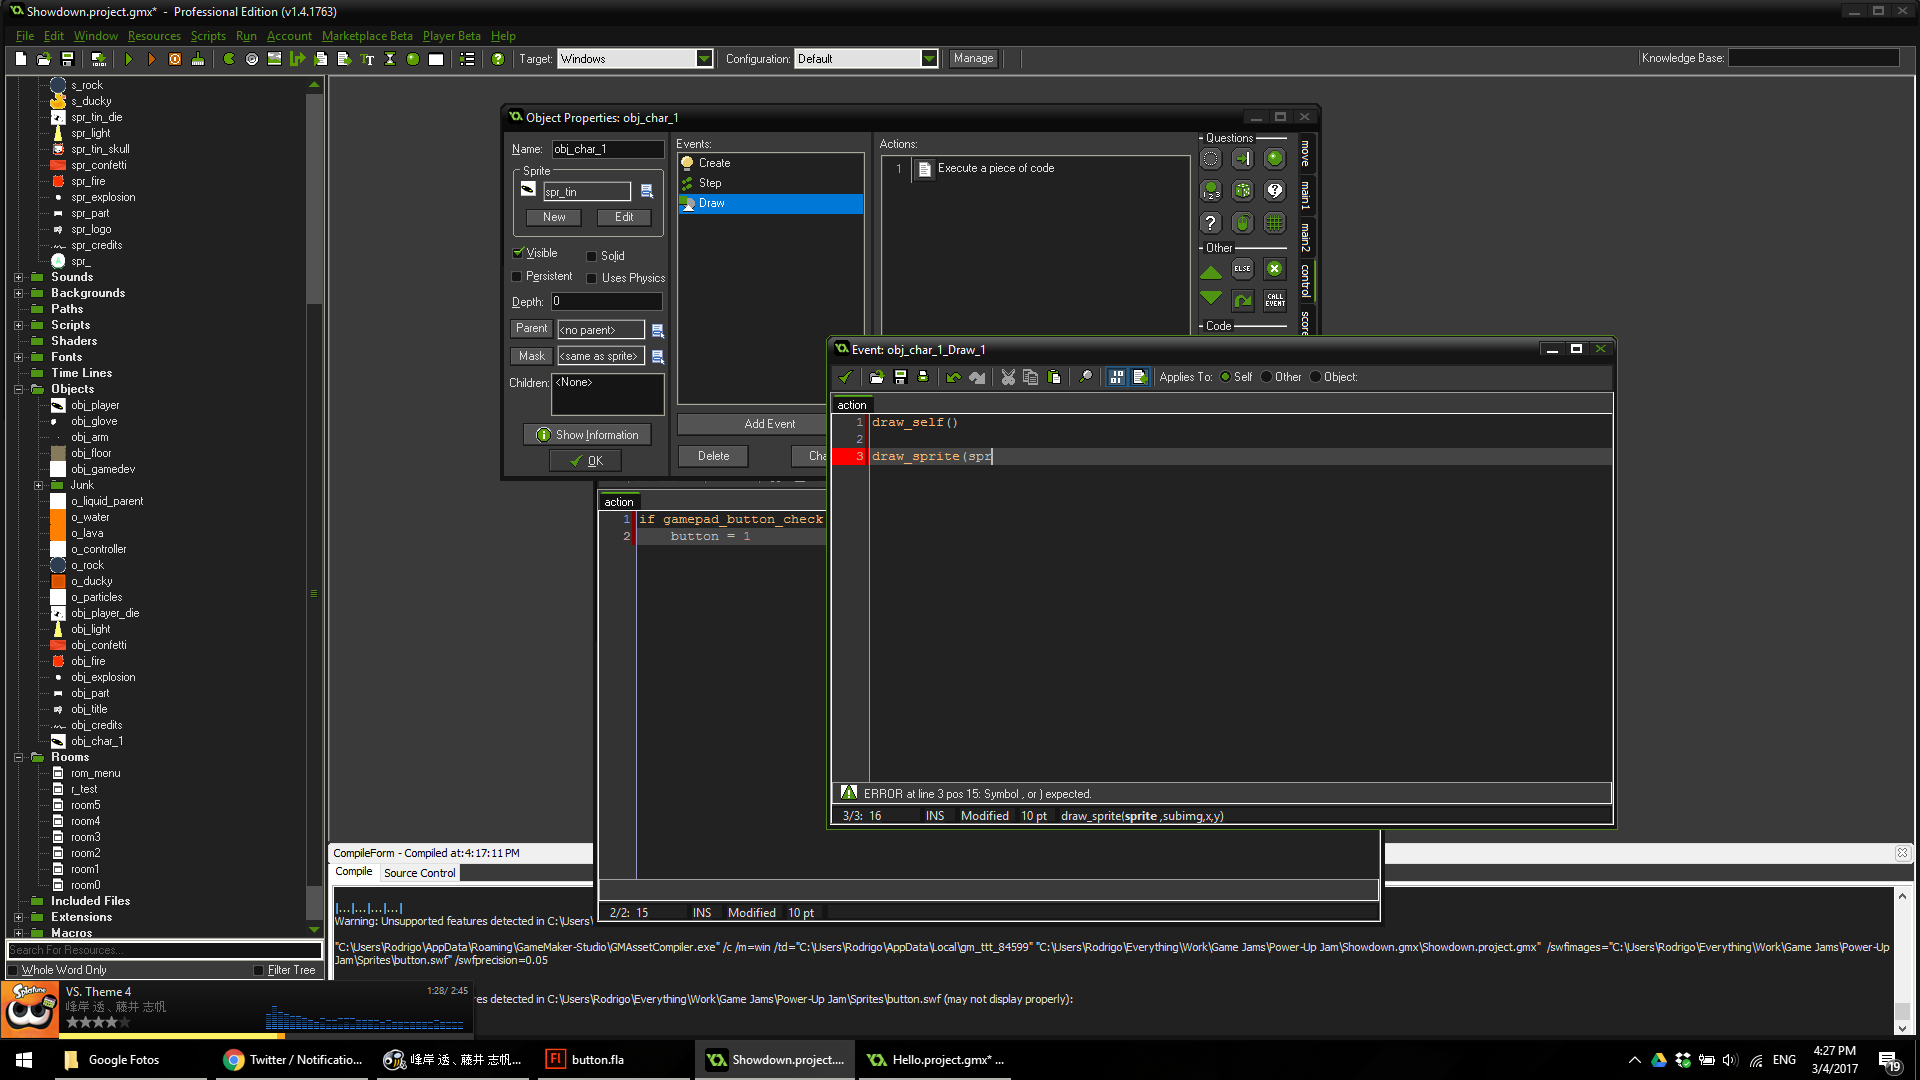 Showdown.project.gmx* - Professional Edition (v1.4.1763)
File Edit Window Resources Scripts Run Account Marketplace Beta Player Beta Help
Target: Windows Configuration: Default Manage Knowledge Base:
s_rock
s_ducky
spr_tin_die
spr_light
spr_tin_skull
spr_confetti
spr_fire
spr_explosion
spr_part
spr_logo
spr_credits
spr_
Sounds
Backgrounds
Paths
Scripts
Shaders
Fonts
Time Lines
Objects
obj_player
obj_glove
obj_arm
obj_floor
obj_gamedev
Junk
o_liquid_parent
o_water
o_lava
o_controller
o_rock
o_ducky
o_particles
obj_player_die
obj_light
obj_confetti
obj_fire
obj_explosion
obj_part
obj_title
obj_credits
obj_char_1
Rooms
rom_menu
r_test
room5
room4
room3
room2
room1
room0
Included Files
Extensions
Macros
Search For Resources...
Whole Word Only Filter Tree
Object Properties: obj_char_1
Name: obj_char_1
Sprite
spr_tin
New Edit
Visible Solid
Persistent Uses Physics
Depth: 0
Parent <no parent>
Mask <same as sprite>
Children: <None>
Show Information
OK
Events:
Create
Step
Draw
Add Event
Delete Cha
Actions:
1 Execute a piece of code
Questions
Other
ELSE
CALL EVENT
Code
move
main1
main2
control
score
action
1 if gamepad_button_check
2 button = 1
2/2: 15 INS Modified 10 pt
Event: obj_char_1_Draw_1
Applies To: Self Other Object:
action
1 draw_self()
2
3 draw_sprite(spr
ERROR at line 3 pos 15: Symbol , or ) expected.
3/3: 16 INS Modified 10 pt draw_sprite(sprite ,subimg,x,y)
CompileForm - Compiled at:4:17:11 PM
Compile Source Control
|...|...|...|...|
Warning: Unsupported features detected in C:\Users\
"C:\Users\Rodrigo\AppData\Roaming\GameMaker-Studio\GMAssetCompiler.exe" /c /m=win /td="C:\Users\Rodrigo\AppData\Local\gm_ttt_84599" "C:\Users\Rodrigo\Everything\Work\Game Jams\Power-Up Jam\Showdown.gmx\Showdown.project.gmx" /swfimages="C:\Users\Rodrigo\Everything\Work\Game Jams\Power-Up
Jam\Sprites\button.swf" /swfprecision=0.05
res detected in C:\Users\Rodrigo\Everything\Work\Game Jams\Power-Up Jam\Sprites\button.swf (may not display properly):
Splatune
VS. Theme 4 1:28/ 2:45
峰岸 透、藤井 志帆
Google Fotos
Twitter / Notificatio...
峰岸 透、藤井 志帆...
button.fla
Showdown.project....
Hello.project.gmx* ...
ENG
4:27 PM
3/4/2017
19